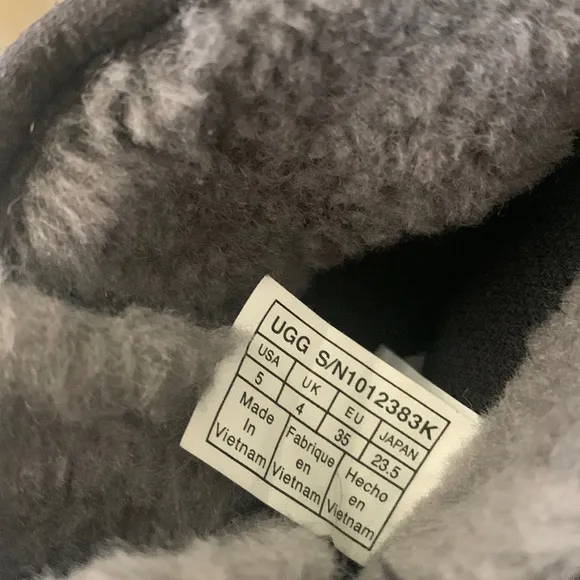 UGG S/N1012383K
USA UK EU JAPAN
5 4 35 23.5
Made Fabrique Hecho
In en en
Vietnam Vietnam Vietnam